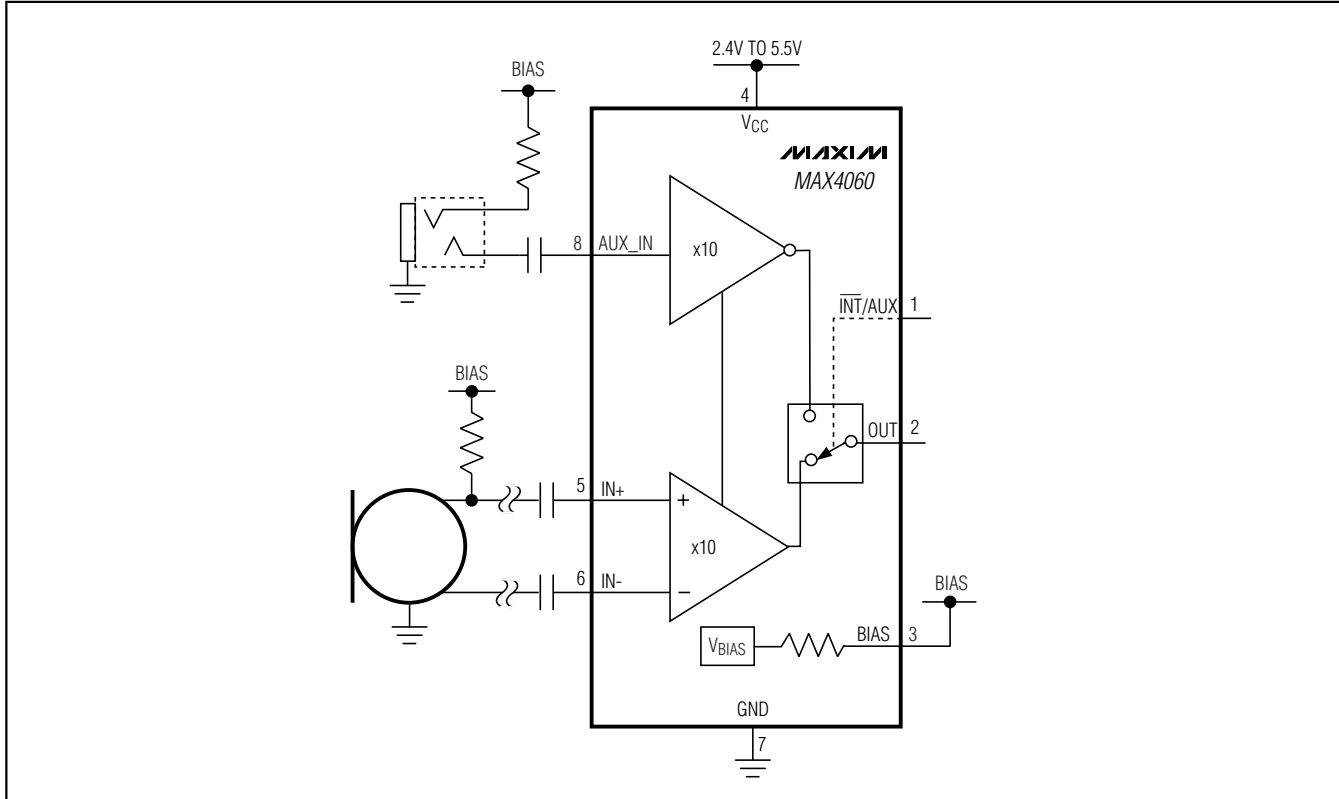 2.4V TO 5.5V
BIAS
4
VCC
MAXIM
MAX4060
8 AUX_IN
x10
INT/AUX 1
BIAS
OUT 2
5 IN+
+
x10
6 IN-
−
BIAS
VBIAS
BIAS 3
GND
7